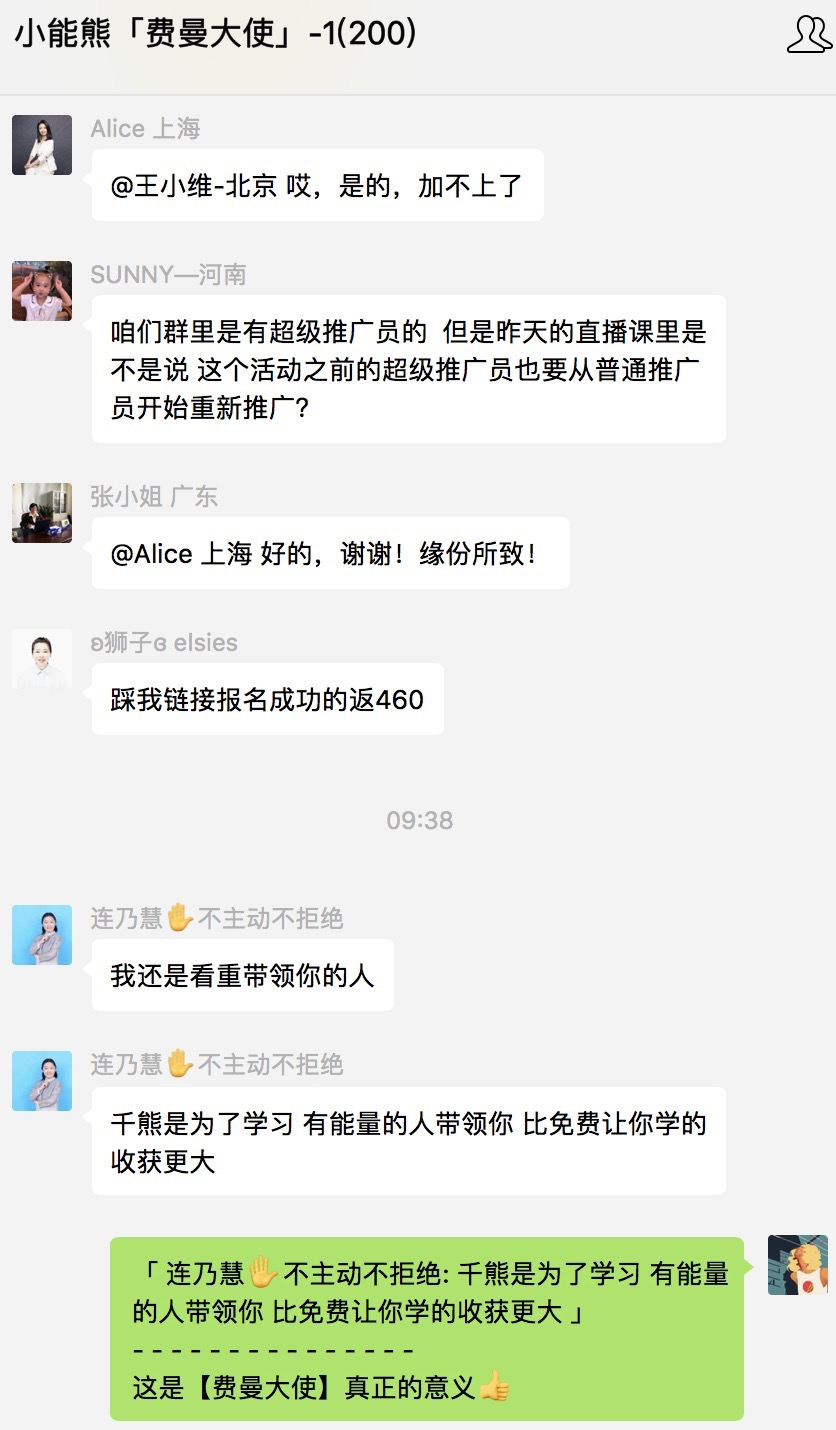 小能熊「费曼大使」-1(200)
Alice 上海
@王小维-北京 哎，是的，加不上了
SUNNY—河南
咱们群里是有超级推广员的 但是昨天的直播课里是
不是说 这个活动之前的超级推广员也要从普通推广
员开始重新推广？
张小姐 广东
@Alice 上海 好的，谢谢！缘份所致！
ʚ狮子ɞ elsies
踩我链接报名成功的返460
09:38
连乃慧✋不主动不拒绝
我还是看重带领你的人
连乃慧✋不主动不拒绝
千熊是为了学习 有能量的人带领你 比免费让你学的
收获更大
「 连乃慧✋不主动不拒绝: 千熊是为了学习 有能量
的人带领你 比免费让你学的收获更大 」
- - - - - - - - - - - - - - -
这是【费曼大使】真正的意义👍